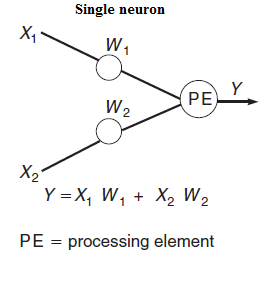 Single neuron
X₁
W₁
PE
Y
W₂
X₂
Y = X₁ W₁ + X₂ W₂
PE = processing element